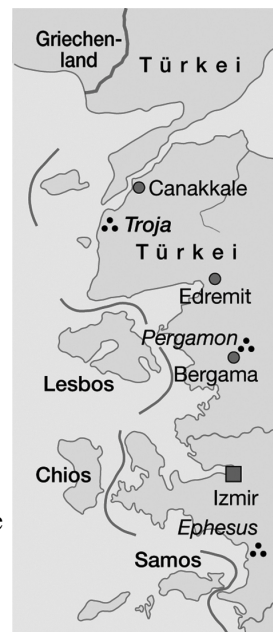 Griechen-
land
Türkei
Canakkale
Troja
Türkei
Edremit
Pergamon
Lesbos
Bergama
Chios
Izmir
Ephesus
Samos
e